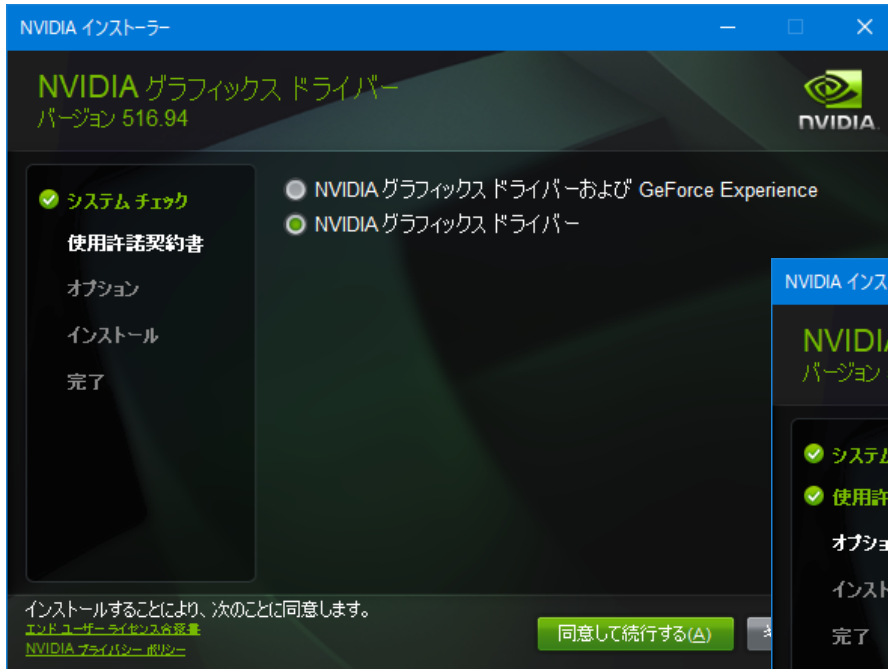 NVIDIA インストーラー
NVIDIA グラフィックス ドライバー
バージョン 516.94
NVIDIA.
システム チェック
使用許諾契約書
オプション
インストール
完了
NVIDIA グラフィックス ドライバーおよび GeForce Experience
NVIDIA グラフィックス ドライバー
インストールすることにより、次のことに同意します。
エンド ユーザー ライセンス合意書
NVIDIA プライバシー ポリシー
同意して続行する(A)
NVIDIA インス
NVIDIA
バージョン
システム
使用許
オプショ
インスト
完了